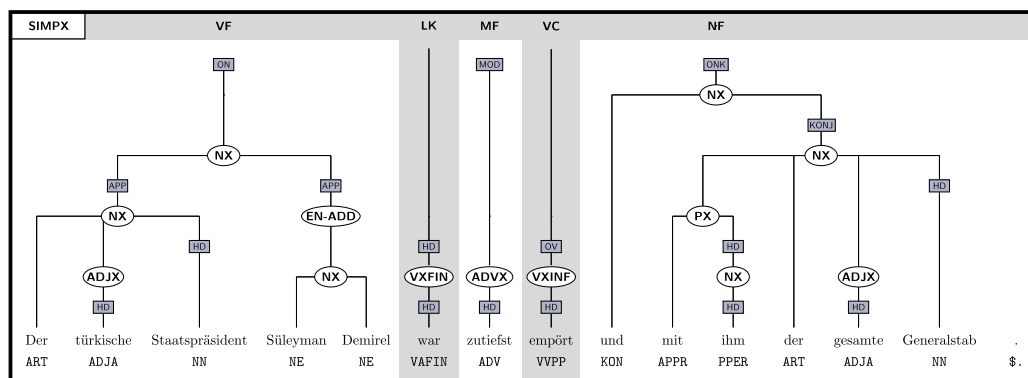 SIMPX VF LK MF VC NF
ON MOD ONK
NX
KONJ
NX NX
APP APP HD
NX EN-ADD PX
HD HD OV HD
ADJX NX VXFIN ADVX VXINF NX ADJX
HD HD HD HD HD HD
Der türkische Staatspräsident Süleyman Demirel war zutiefst empört und mit ihm der gesamte Generalstab .
ART ADJA NN NE NE VAFIN ADV VVPP KON APPR PPER ART ADJA NN $.